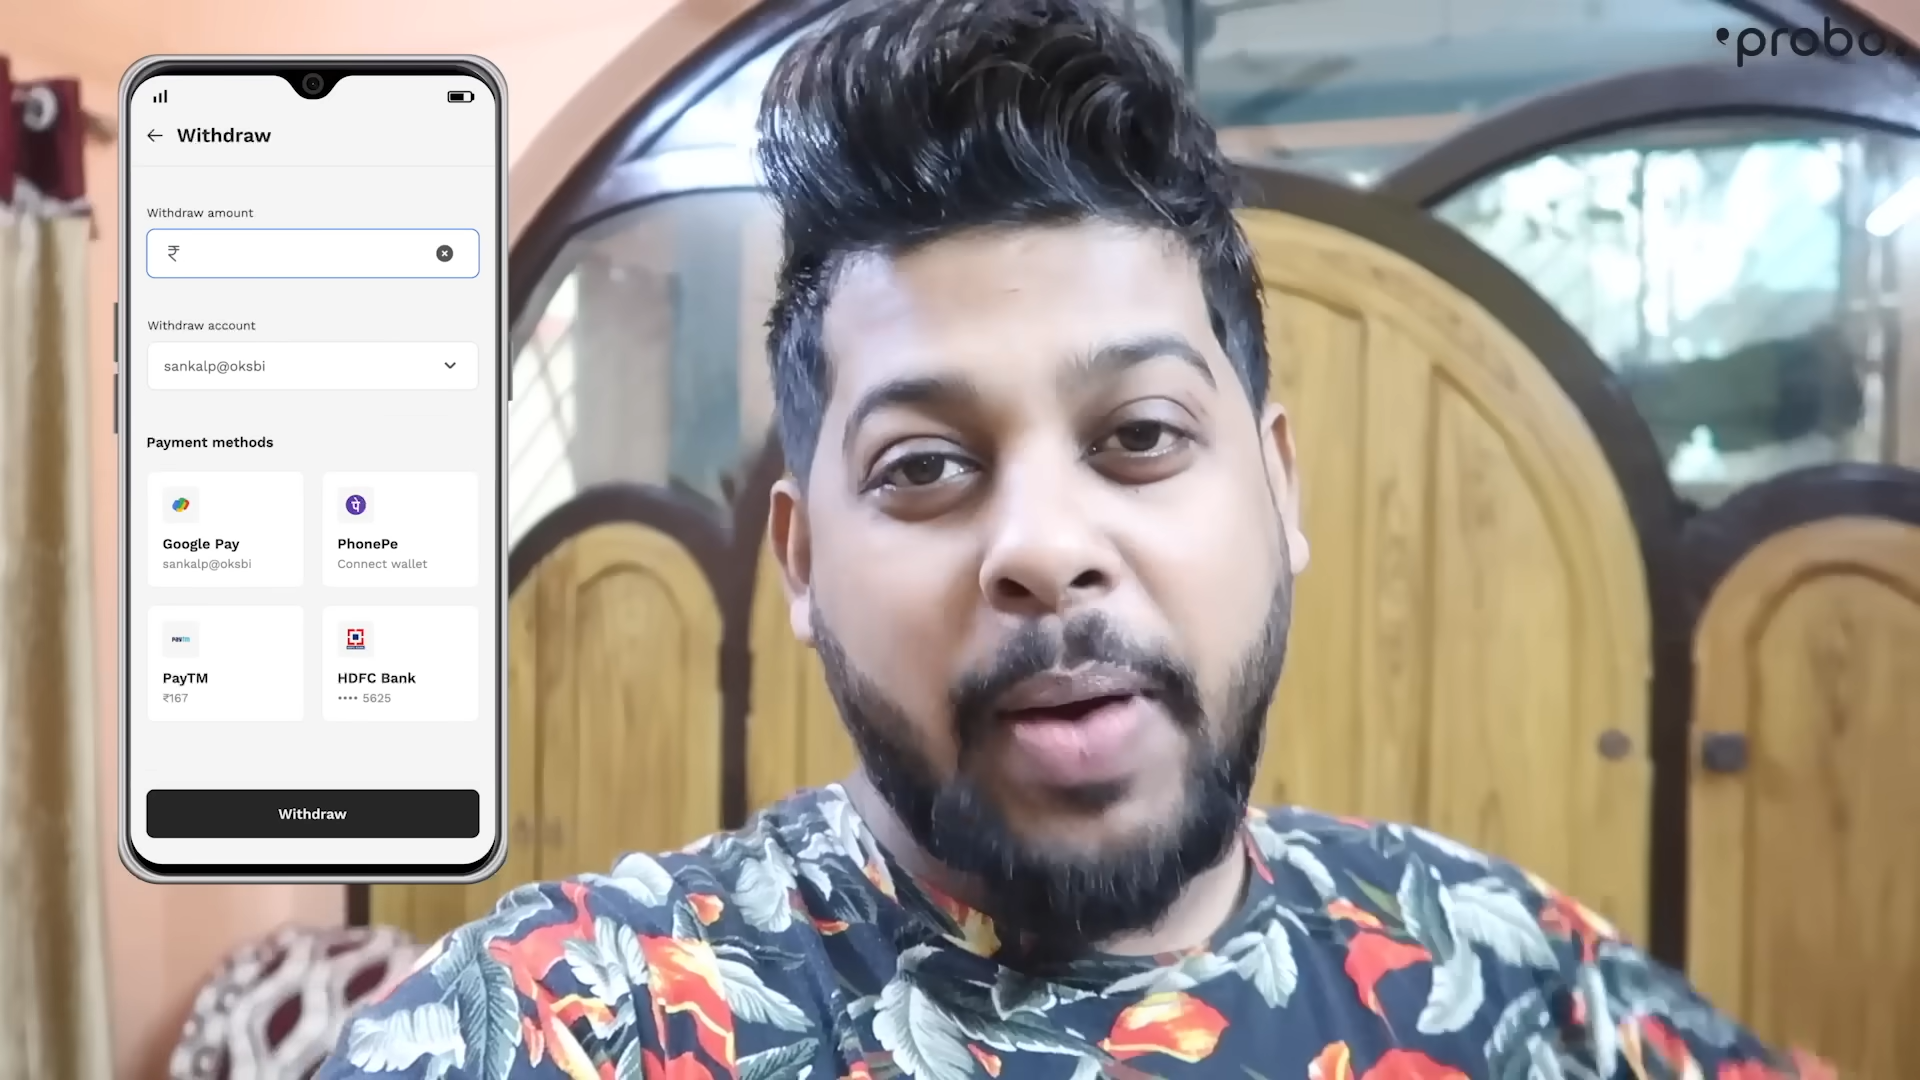 probo.
Withdraw
Withdraw amount
₹
Withdraw account
sankalp@oksbi
Payment methods
Google Pay
sankalp@oksbi
PhonePe
Connect wallet
पे
PayTM
PayTM
₹167
HDFC Bank
•••• 5625
Withdraw